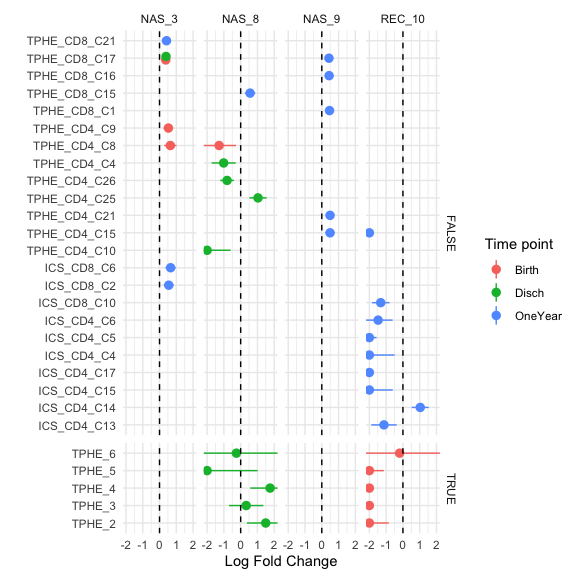 NAS_3 NAS_8 NAS_9 REC_10
TPHE_CD8_C21
TPHE_CD8_C17
TPHE_CD8_C16
TPHE_CD8_C15
TPHE_CD8_C1
TPHE_CD4_C9
TPHE_CD4_C8
TPHE_CD4_C4
TPHE_CD4_C26
TPHE_CD4_C25
TPHE_CD4_C21
TPHE_CD4_C15
TPHE_CD4_C10
ICS_CD8_C6
ICS_CD8_C2
ICS_CD8_C10
ICS_CD4_C6
ICS_CD4_C5
ICS_CD4_C4
ICS_CD4_C17
ICS_CD4_C15
ICS_CD4_C14
ICS_CD4_C13
FALSE
TPHE_6
TPHE_5
TPHE_4
TPHE_3
TPHE_2
TRUE
-2 -1 0 1 2 -2 -1 0 1 2 -2 -1 0 1 2 -2 -1 0 1 2
Log Fold Change
Time point
Birth
Disch
OneYear